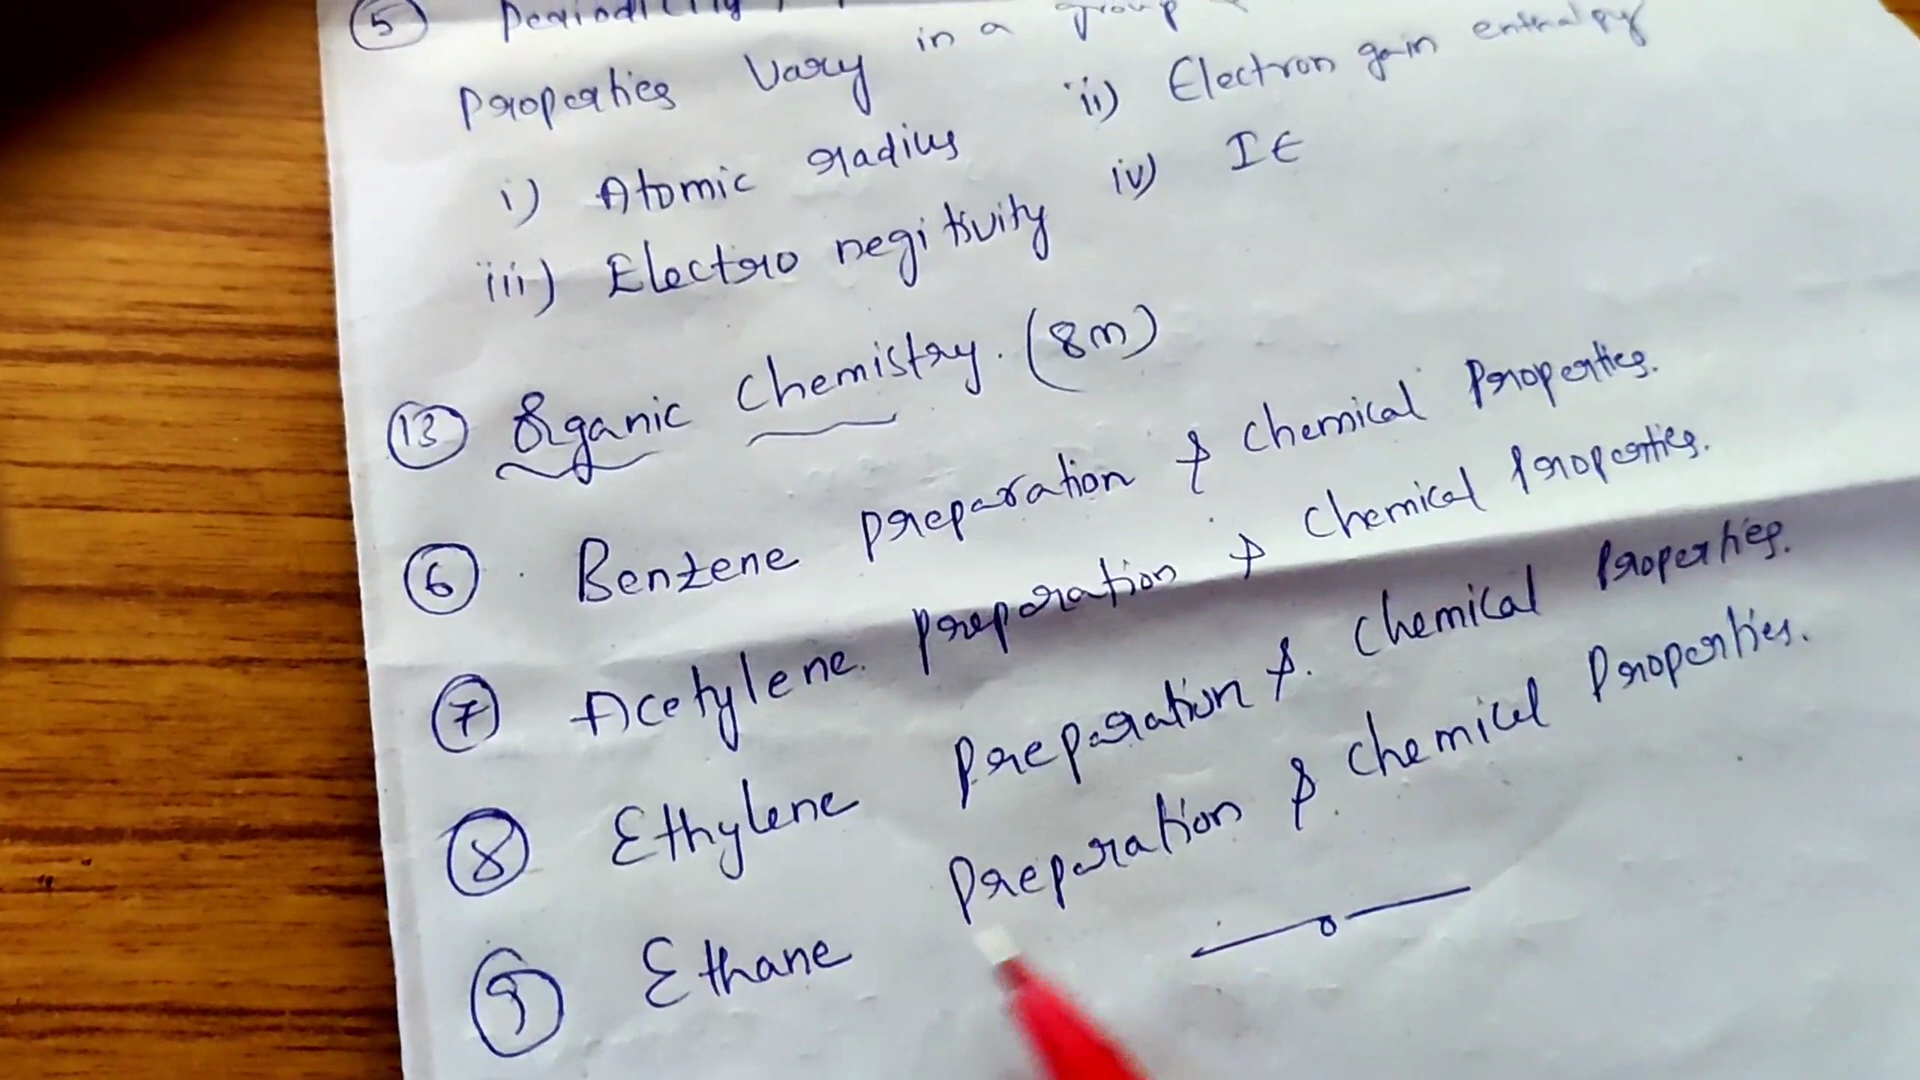 5 Periodicity
Properties vary in a group
i) Atomic radius ii) Electron gain enthalpy
iii) Electro negitivity iv) IE
13 Organic Chemistry. (8m)
6 Benzene preparation & Chemical Properties.
7 Acetylene. preparation & Chemical Properties.
8 Ethylene Preparation &. Chemical Properties.
9 Ethane Preparation & Chemical Properties.